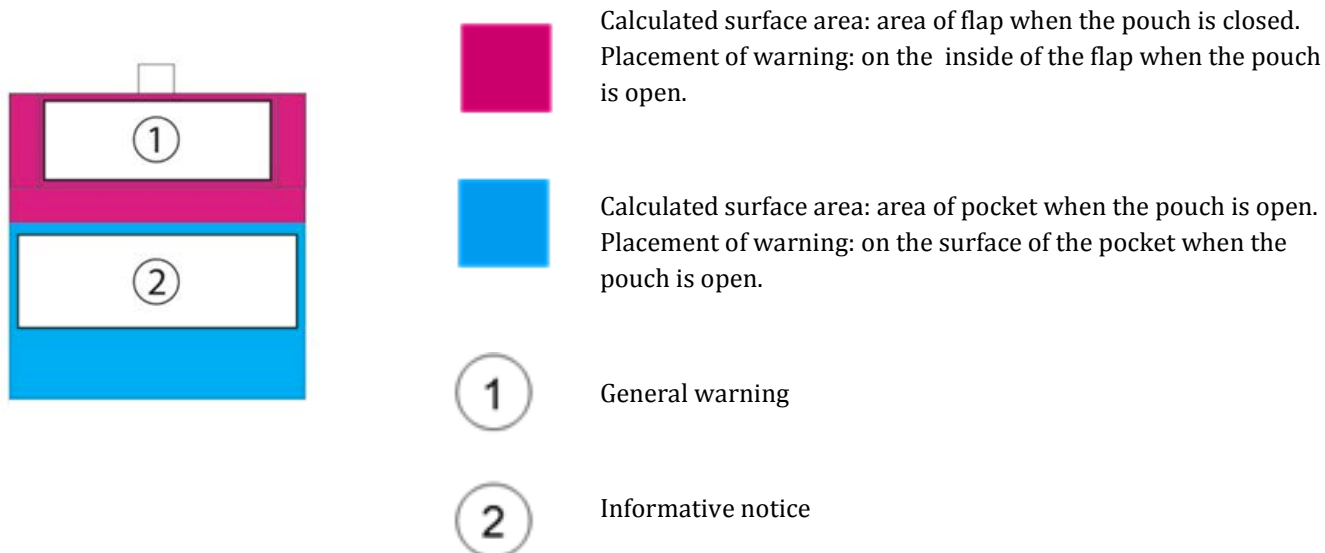 Calculated surface area: area of flap when the pouch is closed.
Placement of warning: on the inside of the flap when the pouch
is open.
1
Calculated surface area: area of pocket when the pouch is open.
Placement of warning: on the surface of the pocket when the
pouch is open.
2
1
General warning
2
Informative notice